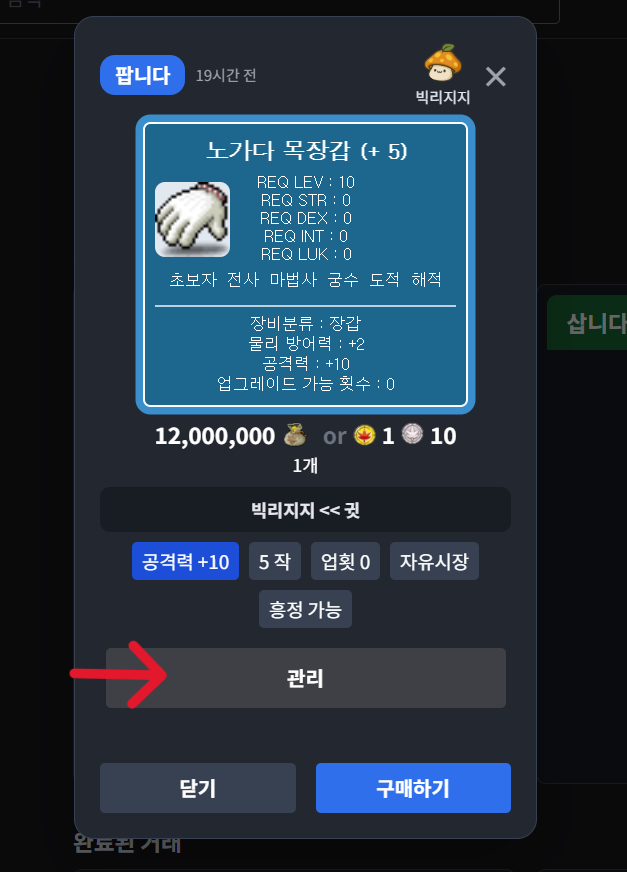 팝니다
19시간 전
빅리지지
노가다 목장갑 (+ 5)
REQ LEV : 10
REQ STR : 0
REQ DEX : 0
REQ INT : 0
REQ LUK : 0
초보자 전사 마법사 궁수 도적 해적
장비분류 : 장갑
물리 방어력 : +2
공격력 : +10
업그레이드 가능 횟수 : 0
12,000,000 or 1 10
1개
빅리지지 << 귓
공격력 +10 5 작 업횟 0 자유시장
흥정 가능
관리
닫기 구매하기
삽니다
완료된 거래